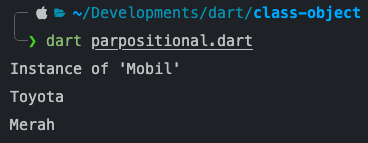 ~/Developments/dart/class-object
❯ dart parpositional.dart
Instance of 'Mobil'
Toyota
Merah